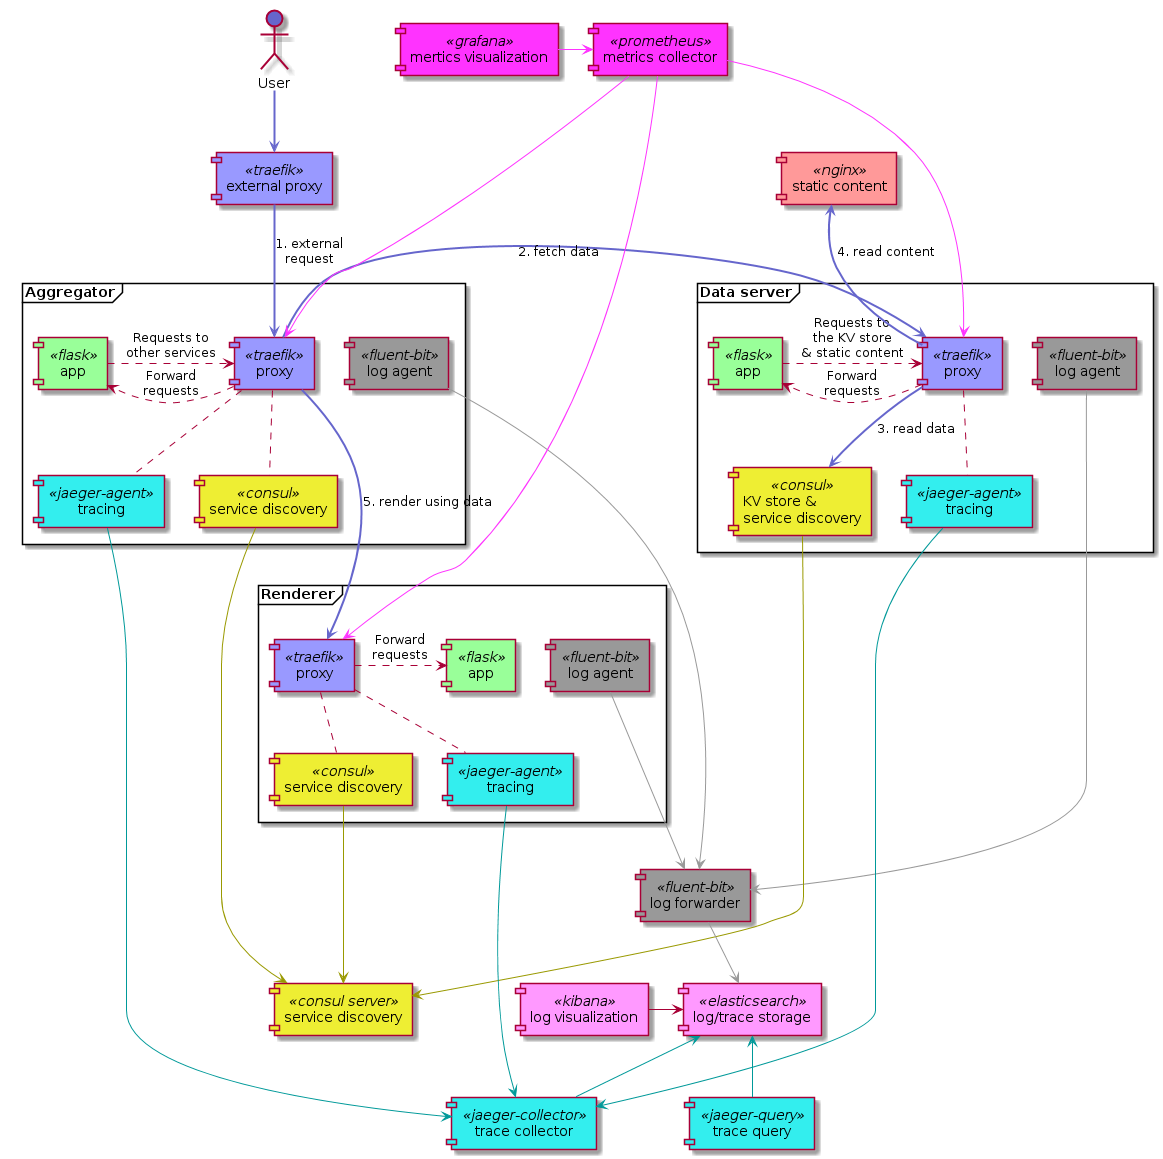 User
«grafana»
mertics visualization
«prometheus»
metrics collector
«traefik»
external proxy
«nginx»
static content
1. external
request
2. fetch data
4. read content
Aggregator
«flask»
app
Requests to
other services
Forward
requests
«traefik»
proxy
«fluent-bit»
log agent
«jaeger-agent»
tracing
«consul»
service discovery
5. render using data
Data server
«flask»
app
Requests to
the KV store
& static content
Forward
requests
«traefik»
proxy
«fluent-bit»
log agent
3. read data
«consul»
KV store &
service discovery
«jaeger-agent»
tracing
Renderer
«traefik»
proxy
Forward
requests
«flask»
app
«fluent-bit»
log agent
«consul»
service discovery
«jaeger-agent»
tracing
«fluent-bit»
log forwarder
«consul server»
service discovery
«kibana»
log visualization
«elasticsearch»
log/trace storage
«jaeger-collector»
trace collector
«jaeger-query»
trace query